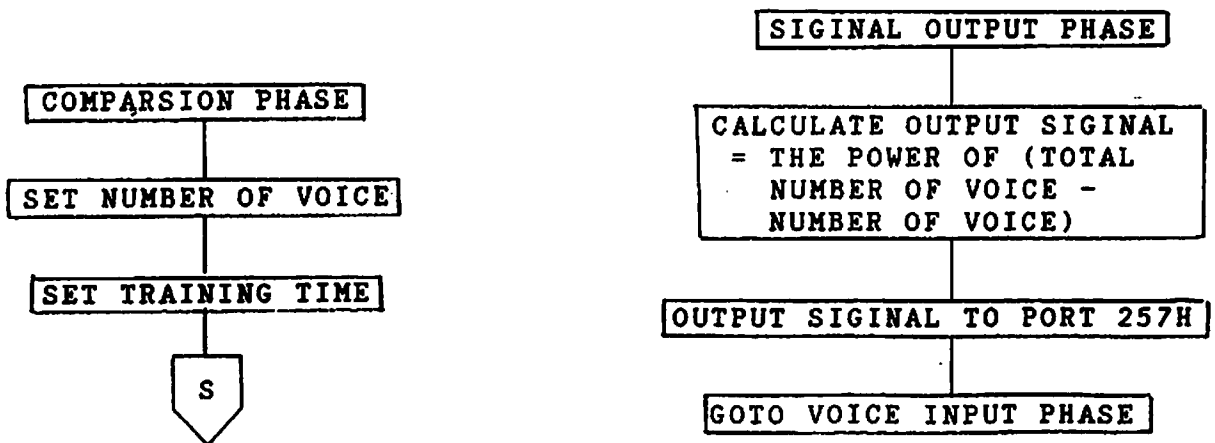 COMPARSION PHASE
SET NUMBER OF VOICE
SET TRAINING TIME
S
SIGINAL OUTPUT PHASE
CALCULATE OUTPUT SIGINAL
= THE POWER OF (TOTAL
NUMBER OF VOICE -
NUMBER OF VOICE)
OUTPUT SIGINAL TO PORT 257H
GOTO VOICE INPUT PHASE